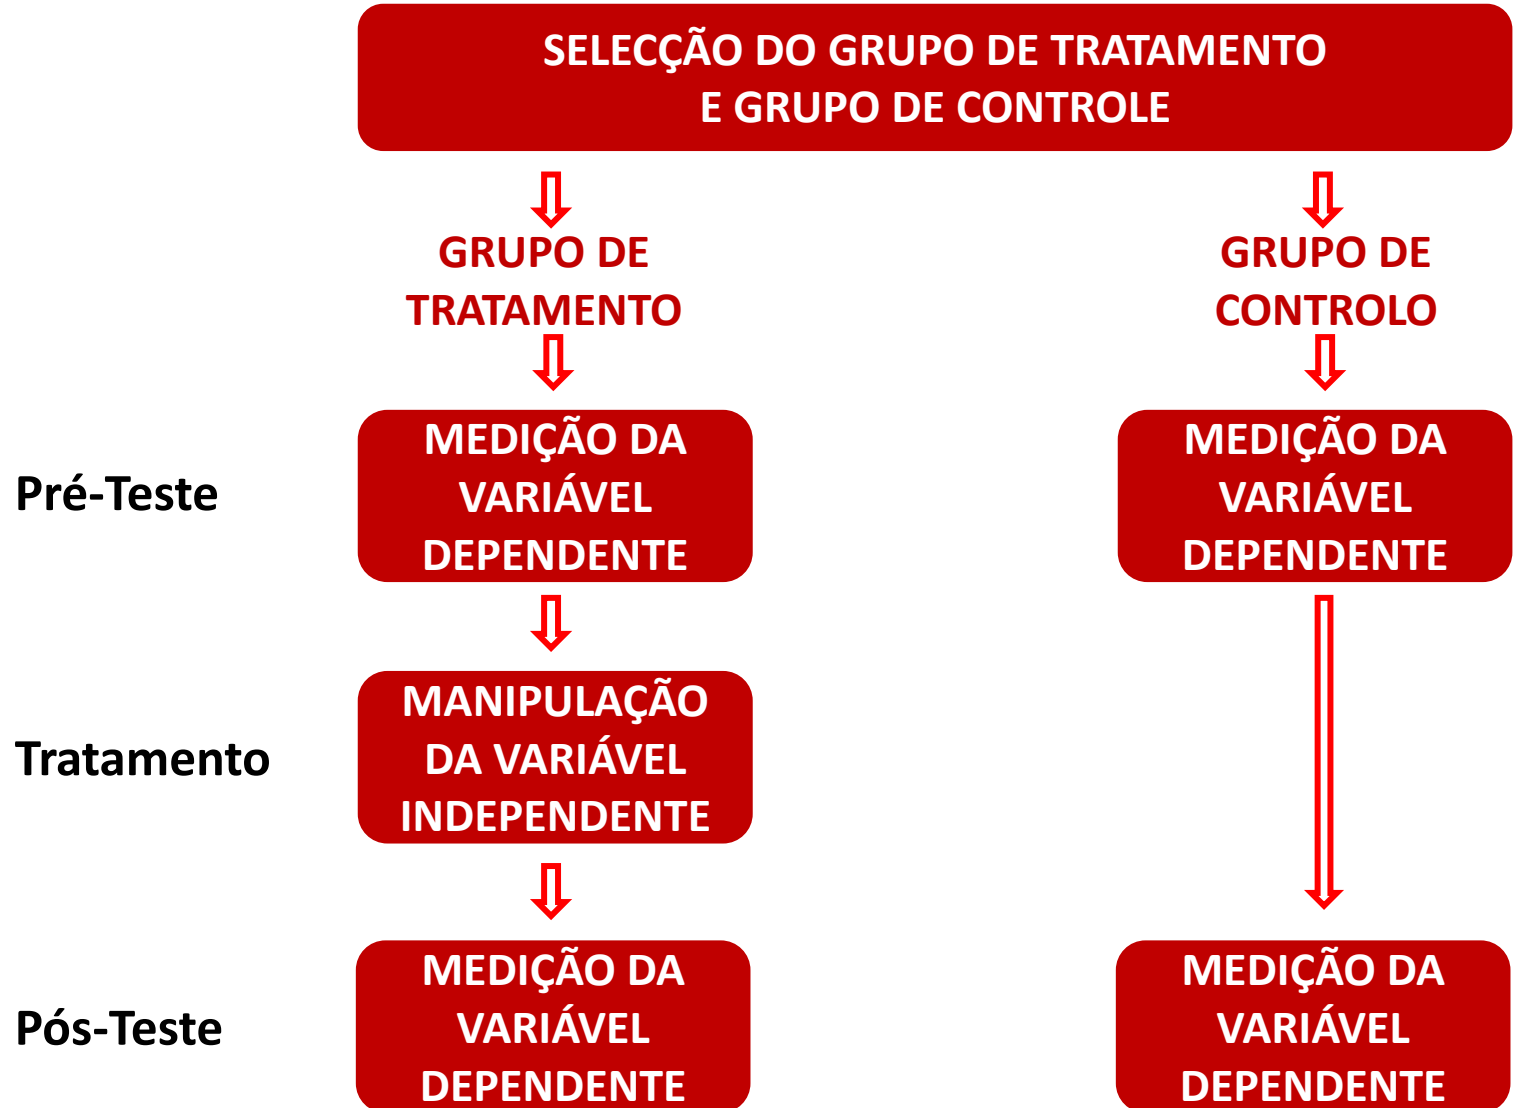 SELECÇÃO DO GRUPO DE TRATAMENTO
E GRUPO DE CONTROLE
GRUPO DE
TRATAMENTO
GRUPO DE
CONTROLO
Pré-Teste
MEDIÇÃO DA
VARIÁVEL
DEPENDENTE
MEDIÇÃO DA
VARIÁVEL
DEPENDENTE
Tratamento
MANIPULAÇÃO
DA VARIÁVEL
INDEPENDENTE
Pós-Teste
MEDIÇÃO DA
VARIÁVEL
DEPENDENTE
MEDIÇÃO DA
VARIÁVEL
DEPENDENTE